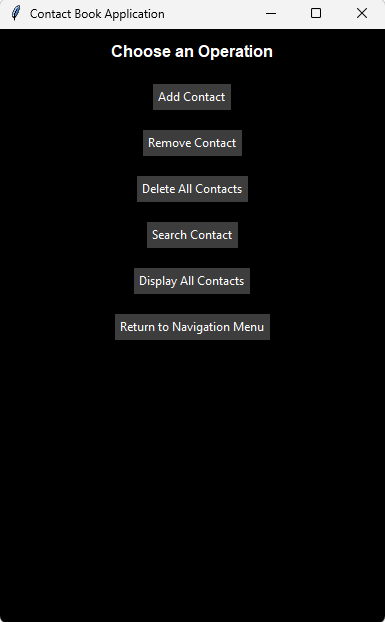 Contact Book Application
Choose an Operation
Add Contact
Remove Contact
Delete All Contacts
Search Contact
Display All Contacts
Return to Navigation Menu